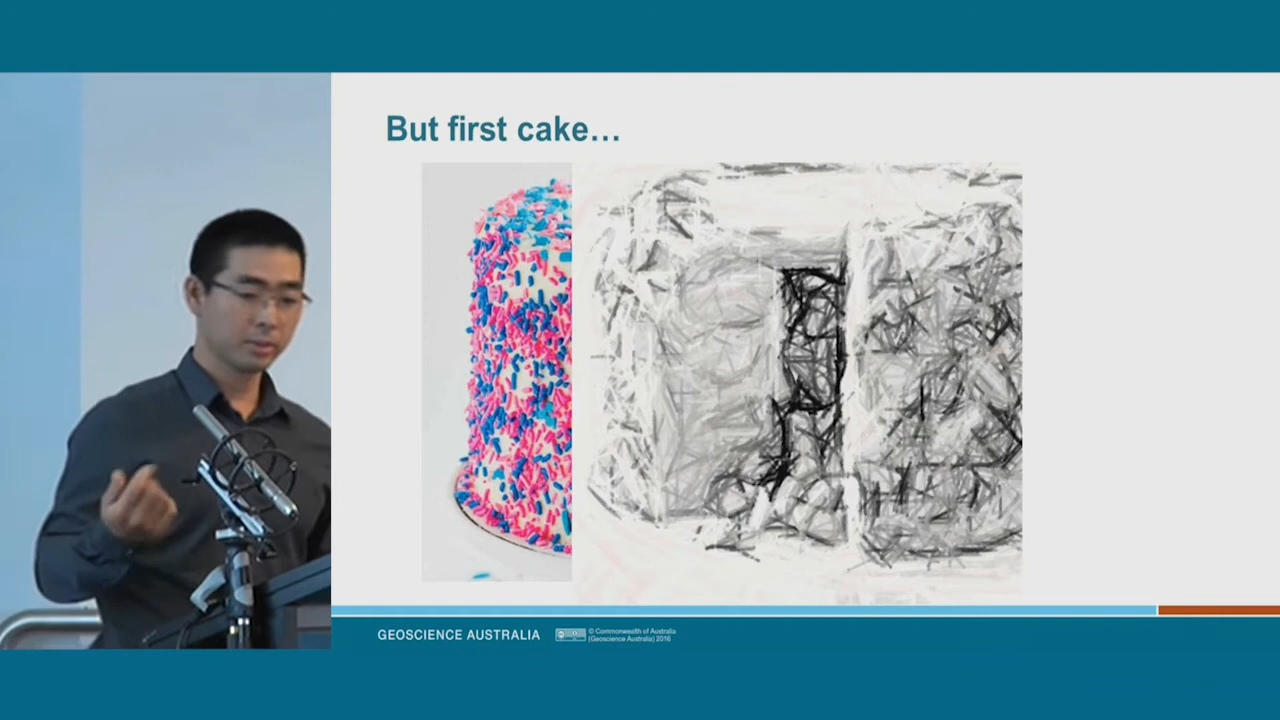 But first cake…
GEOSCIENCE AUSTRALIA
© Commonwealth of Australia
(Geoscience Australia) 2016